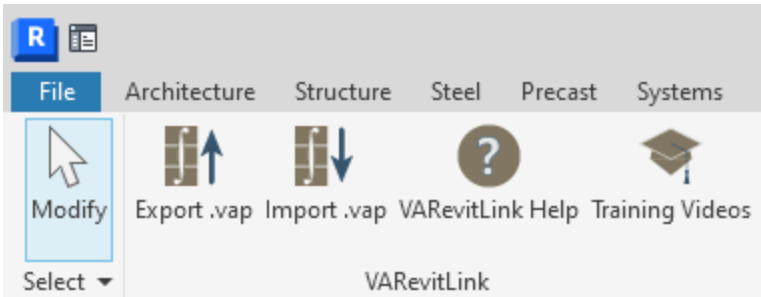 R
File Architecture Structure Steel Precast Systems
?
Modify Export .vap Import .vap VARevitLink Help Training Videos
Select VARevitLink